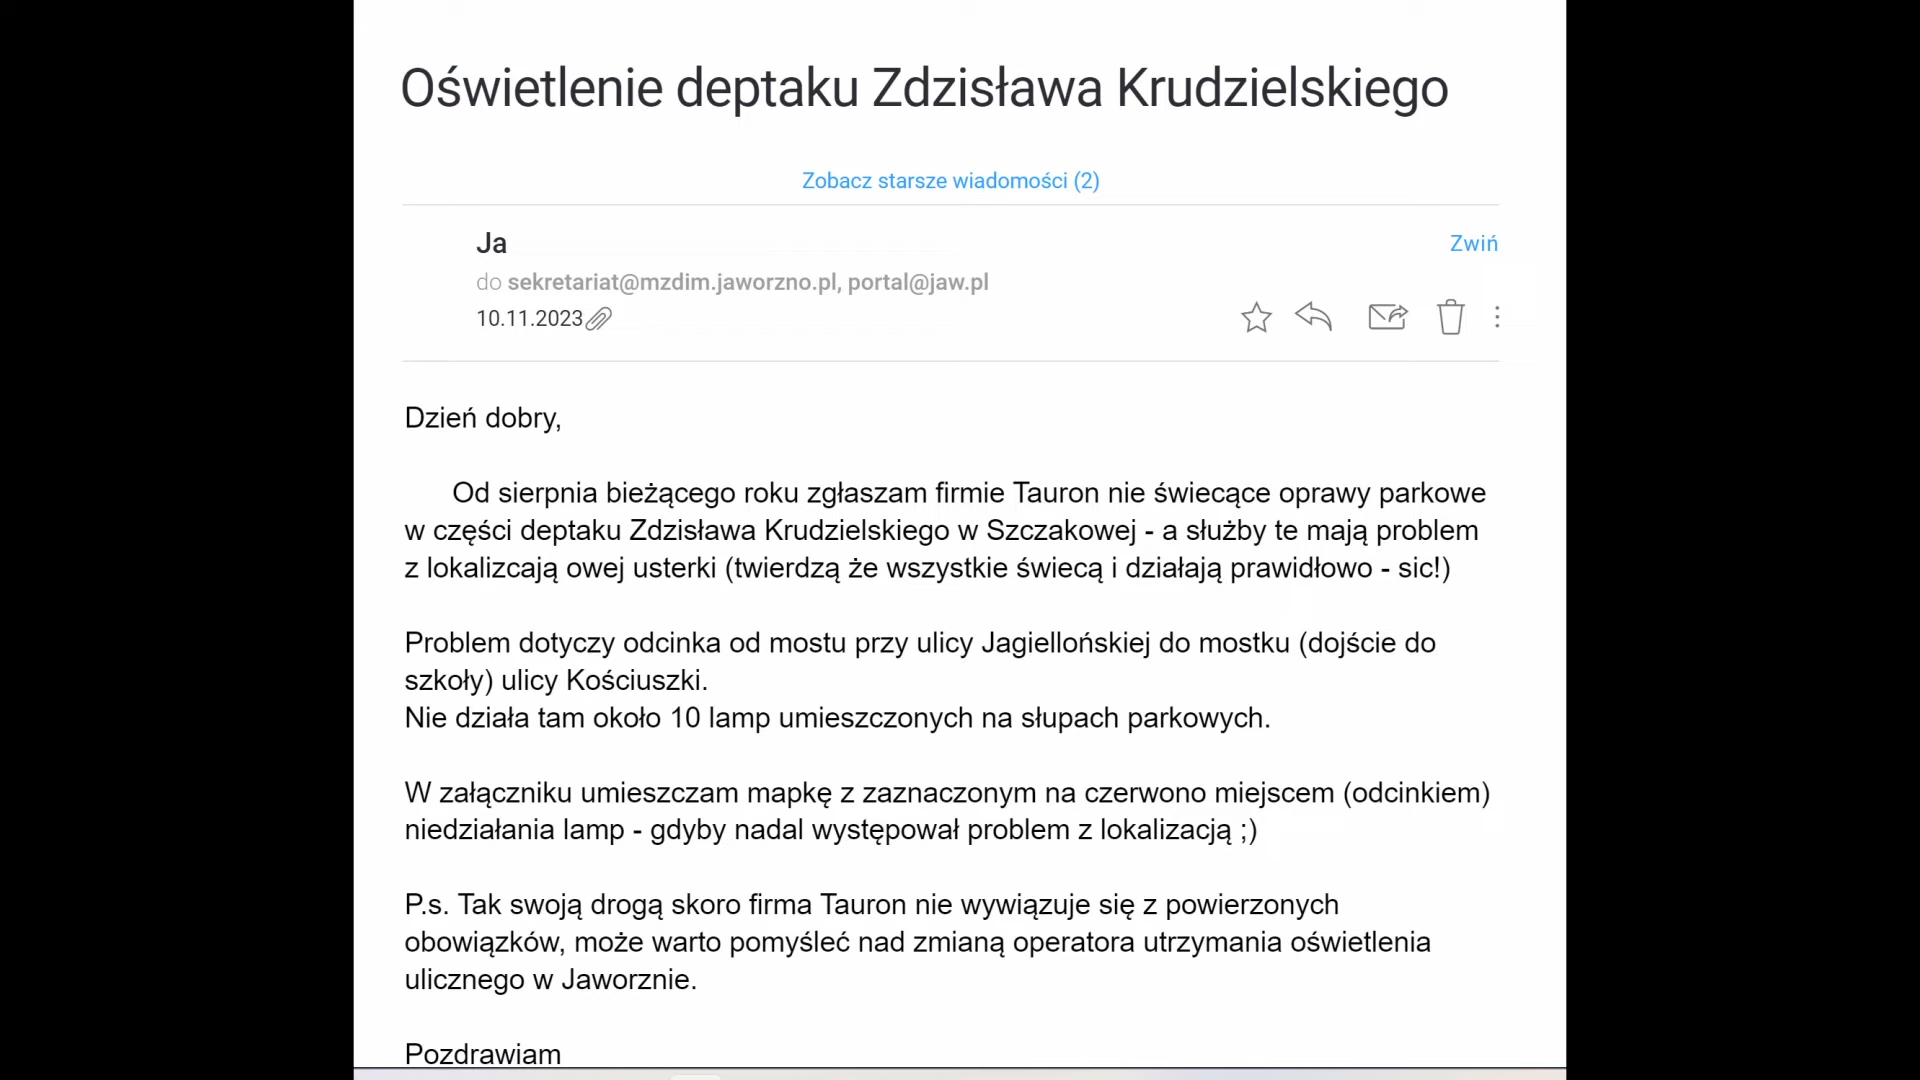 Oświetlenie deptaku Zdzisława Krudzielskiego
Zobacz starsze wiadomości (2)
Ja
Zwiń
do sekretariat@mzdim.jaworzno.pl, portal@jaw.pl
10.11.2023
Dzień dobry,
Od sierpnia bieżącego roku zgłaszam firmie Tauron nie świecące oprawy parkowe
w części deptaku Zdzisława Krudzielskiego w Szczakowej - a służby te mają problem
z lokalizcają owej usterki (twierdzą że wszystkie świecą i działają prawidłowo - sic!)
Problem dotyczy odcinka od mostu przy ulicy Jagiellońskiej do mostku (dojście do
szkoły) ulicy Kościuszki.
Nie działa tam około 10 lamp umieszczonych na słupach parkowych.
W załączniku umieszczam mapkę z zaznaczonym na czerwono miejscem (odcinkiem)
niedziałania lamp - gdyby nadal występował problem z lokalizacją ;)
P.s. Tak swoją drogą skoro firma Tauron nie wywiązuje się z powierzonych
obowiązków, może warto pomyśleć nad zmianą operatora utrzymania oświetlenia
ulicznego w Jaworznie.
Pozdrawiam